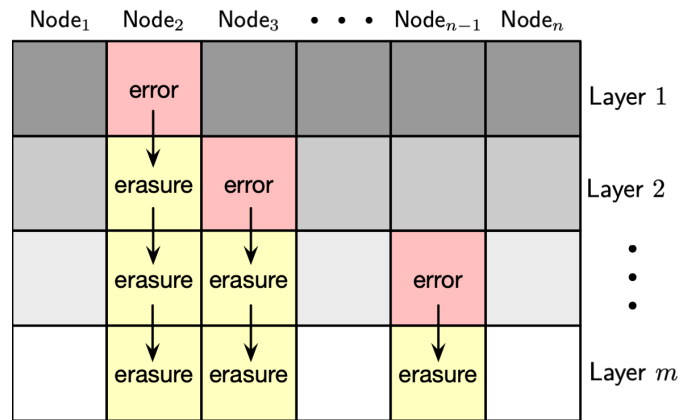 Node₁ Node₂ Node₃ • • • Nodeₙ₋₁ Nodeₙ
error Layer 1
erasure error Layer 2
erasure erasure error
erasure erasure erasure Layer m